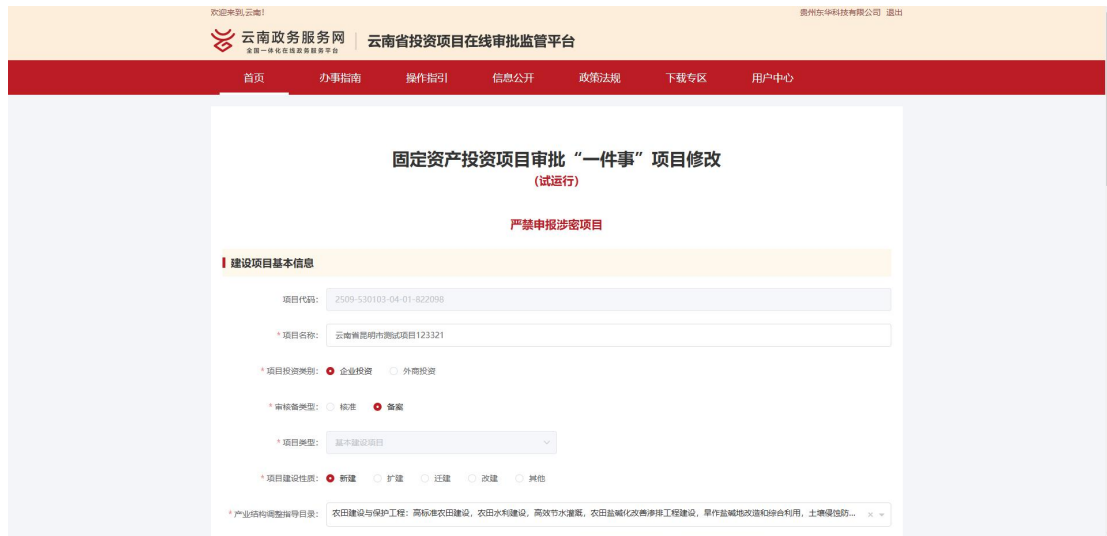 欢迎来到,云南! 贵州东华科技有限公司 退出
云南政务服务网 云南省投资项目在线审批监管平台
全国一体化在线政务服务平台
首页 办事指南 操作指引 信息公开 政策法规 下载专区 用户中心
固定资产投资项目审批“一件事”项目修改
(试运行)
严禁申报涉密项目
建设项目基本信息
项目代码: 2509-530103-04-01-822098
* 项目名称: 云南省昆明市测试项目123321
* 项目投资类别: 企业投资 外商投资
* 审核备类型: 核准 备案
* 项目类型: 基本建设项目
* 项目建设性质: 新建 扩建 迁建 改建 其他
* 产业结构调整指导目录: 农田建设与保护工程:高标准农田建设,农田水利建设,高效节水灌溉,农田盐碱化改善渗排工程建设,旱作盐碱地改造和综合利用,土壤侵蚀防...